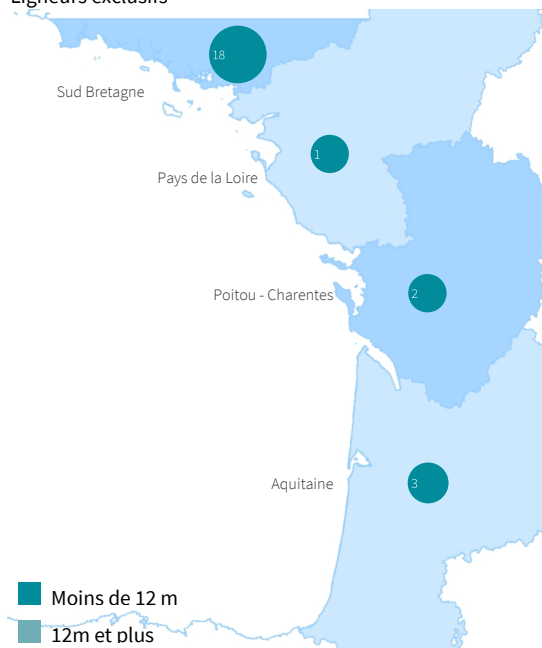 Ligneurs exclusifs
18
Sud Bretagne
1
Pays de la Loire
2
Poitou - Charentes
3
Aquitaine
Moins de 12 m
12m et plus